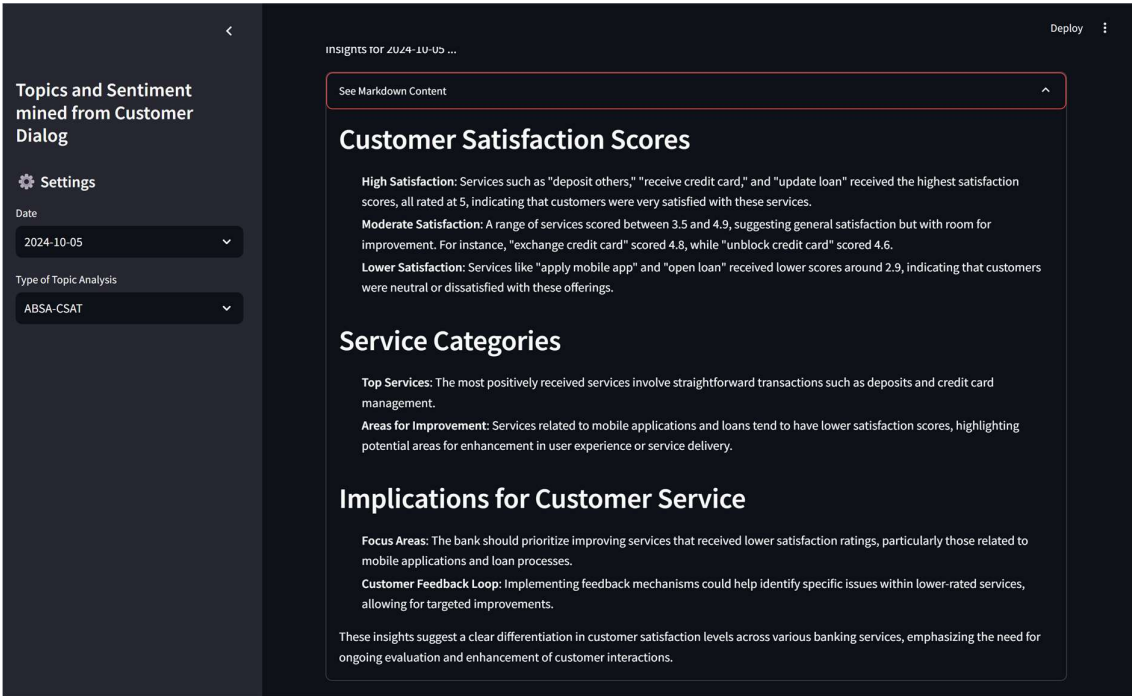 Deploy
Topics and Sentiment
mined from Customer
Dialog
Settings
Date
2024-10-05
Type of Topic Analysis
ABSA-CSAT
Insights for 2024-10-05 ...
See Markdown Content
Customer Satisfaction Scores
High Satisfaction: Services such as "deposit others," "receive credit card," and "update loan" received the highest satisfaction
scores, all rated at 5, indicating that customers were very satisfied with these services.
Moderate Satisfaction: A range of services scored between 3.5 and 4.9, suggesting general satisfaction but with room for
improvement. For instance, "exchange credit card" scored 4.8, while "unblock credit card" scored 4.6.
Lower Satisfaction: Services like "apply mobile app" and "open loan" received lower scores around 2.9, indicating that customers
were neutral or dissatisfied with these offerings.
Service Categories
Top Services: The most positively received services involve straightforward transactions such as deposits and credit card
management.
Areas for Improvement: Services related to mobile applications and loans tend to have lower satisfaction scores, highlighting
potential areas for enhancement in user experience or service delivery.
Implications for Customer Service
Focus Areas: The bank should prioritize improving services that received lower satisfaction ratings, particularly those related to
mobile applications and loan processes.
Customer Feedback Loop: Implementing feedback mechanisms could help identify specific issues within lower-rated services,
allowing for targeted improvements.
These insights suggest a clear differentiation in customer satisfaction levels across various banking services, emphasizing the need for
ongoing evaluation and enhancement of customer interactions.